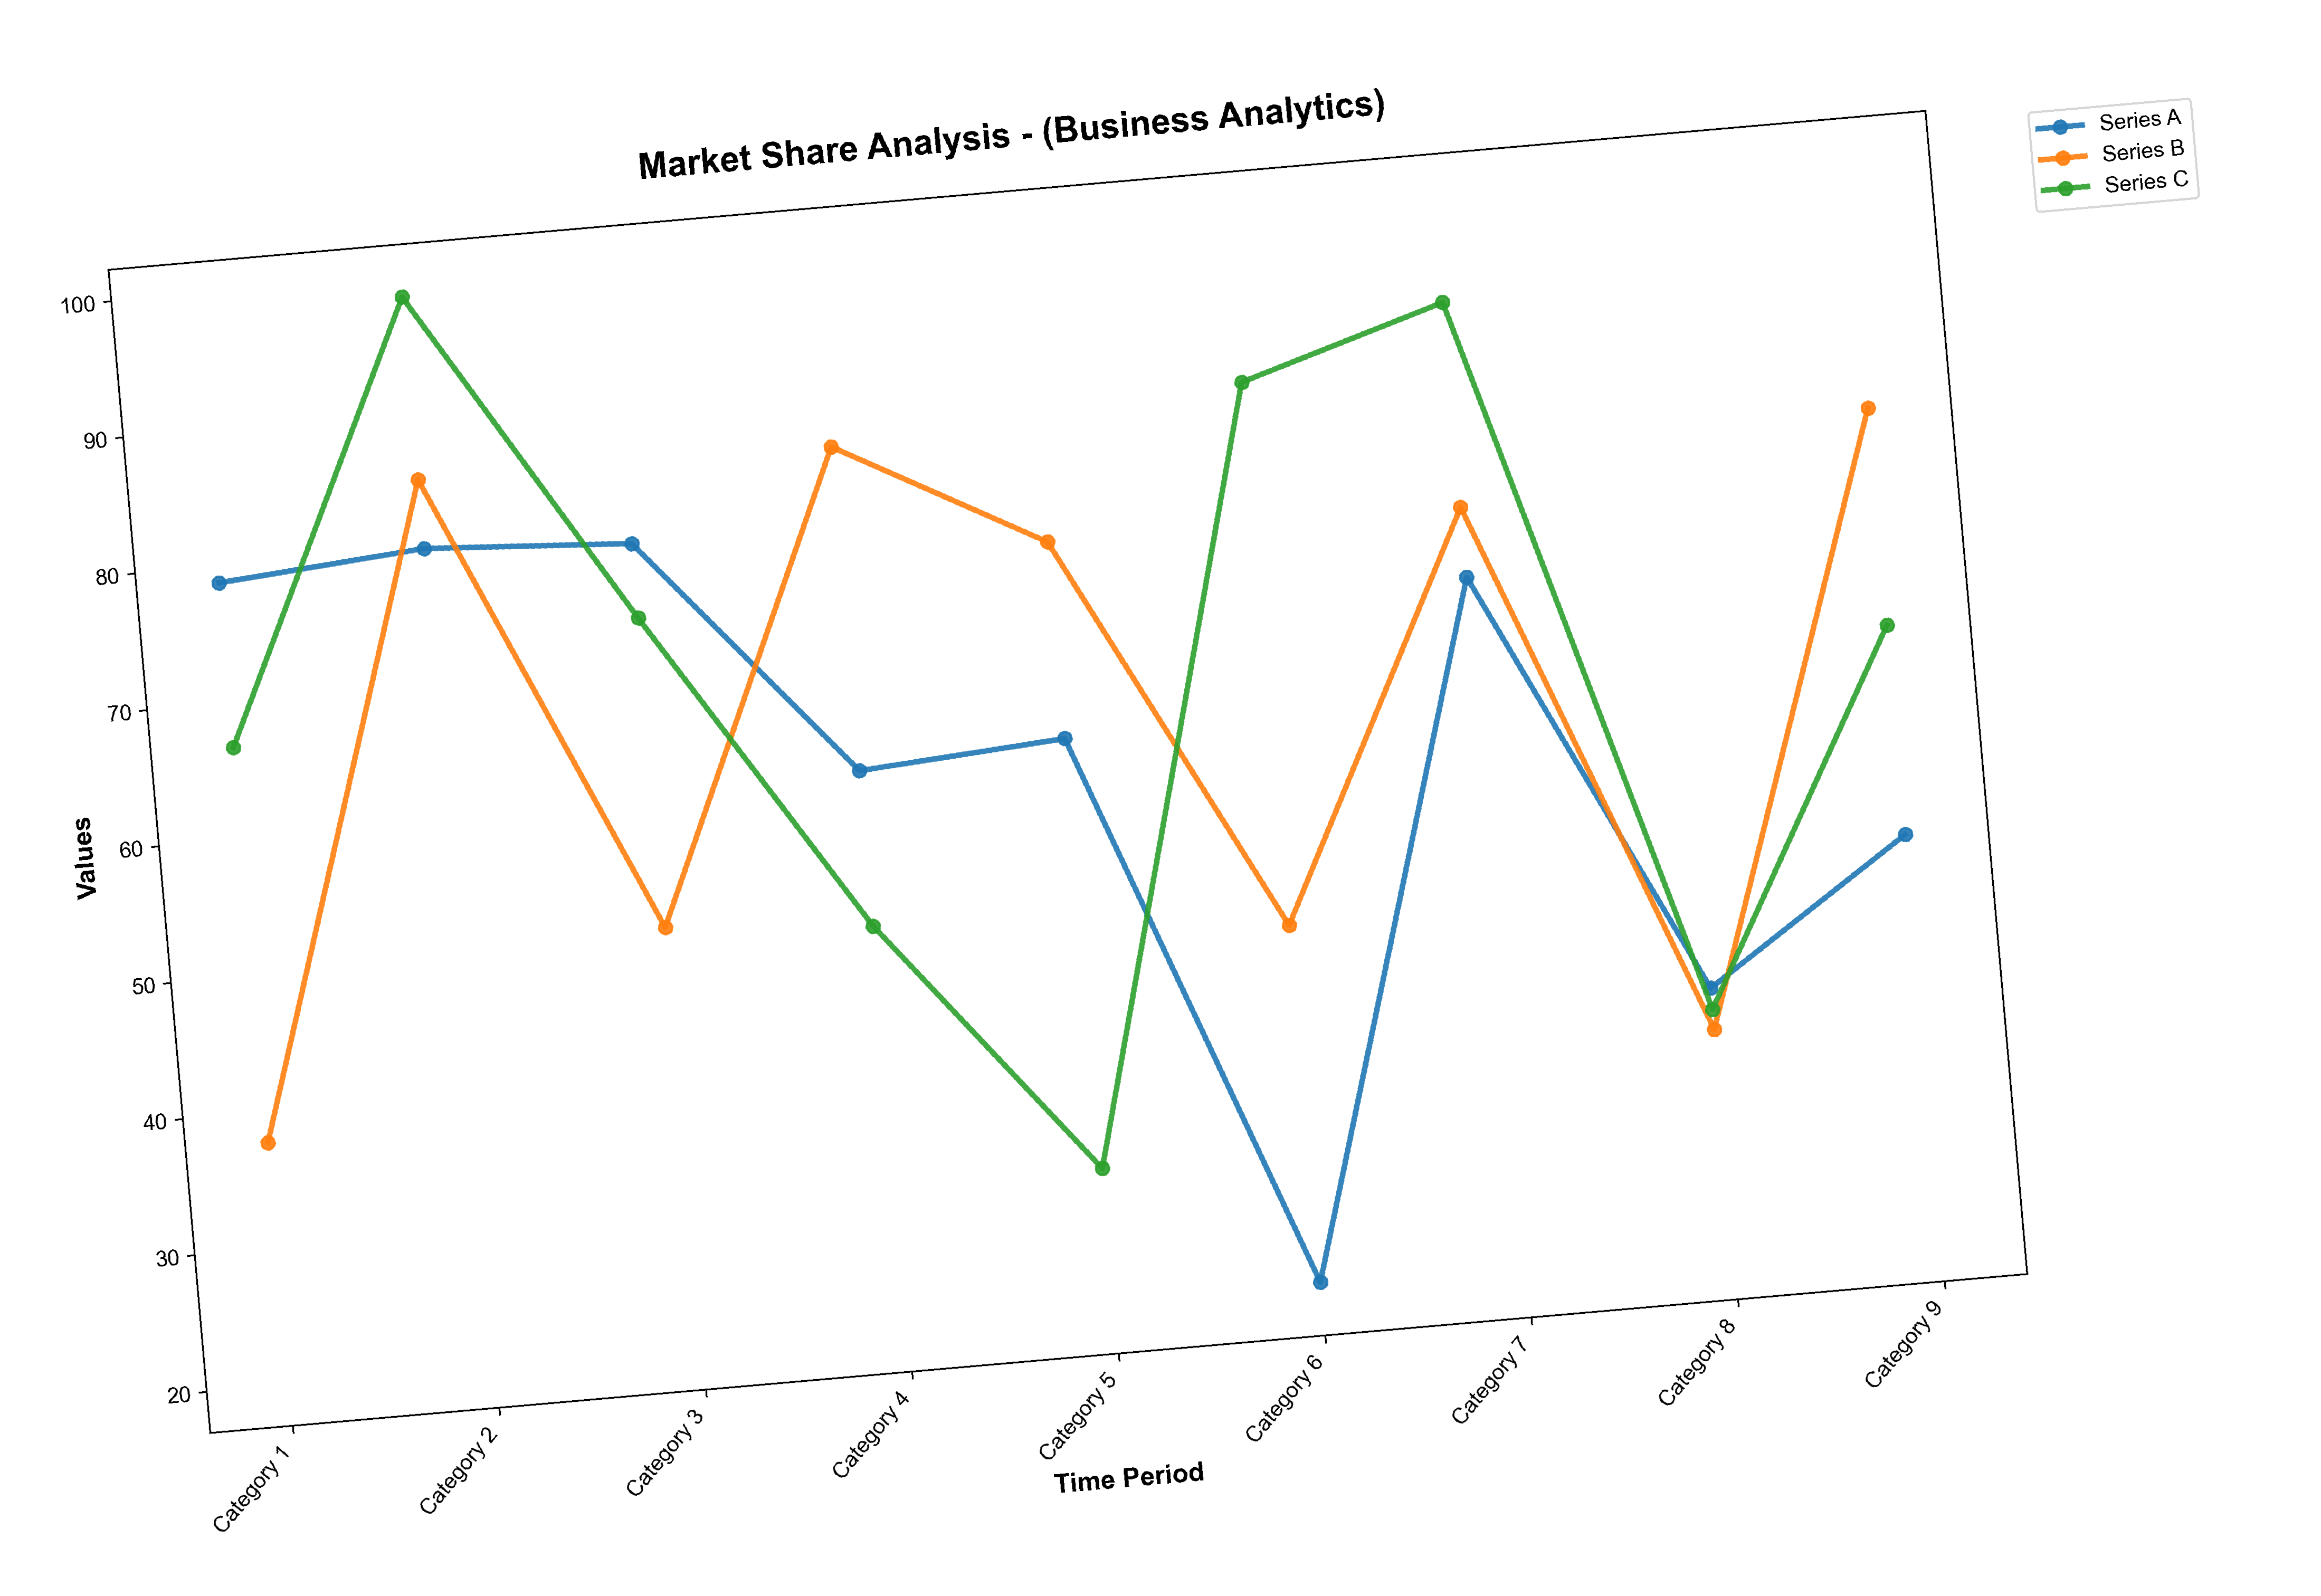 Market Share Analysis - (Business Analytics)
Series A
Series B
Series C
100
90
80
70
60
50
40
30
20
Values
Category 1
Category 2
Category 3
Category 4
Category 5
Category 6
Category 7
Category 8
Category 9
Time Period